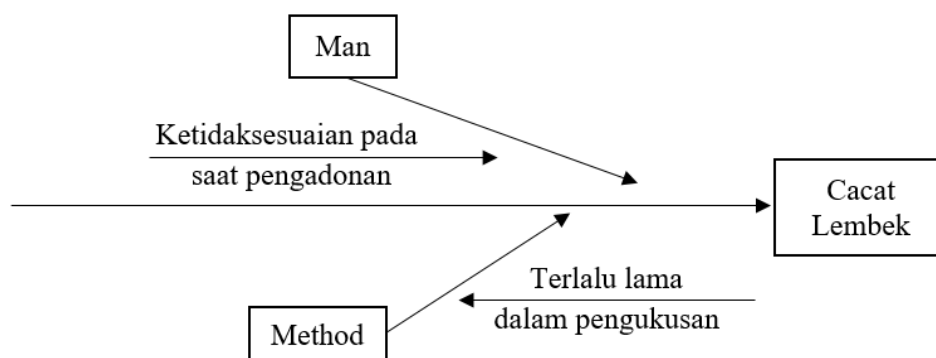 Man
Ketidaksesuaian pada
saat pengadonan
Cacat
Lembek
Terlalu lama
dalam pengukusan
Method